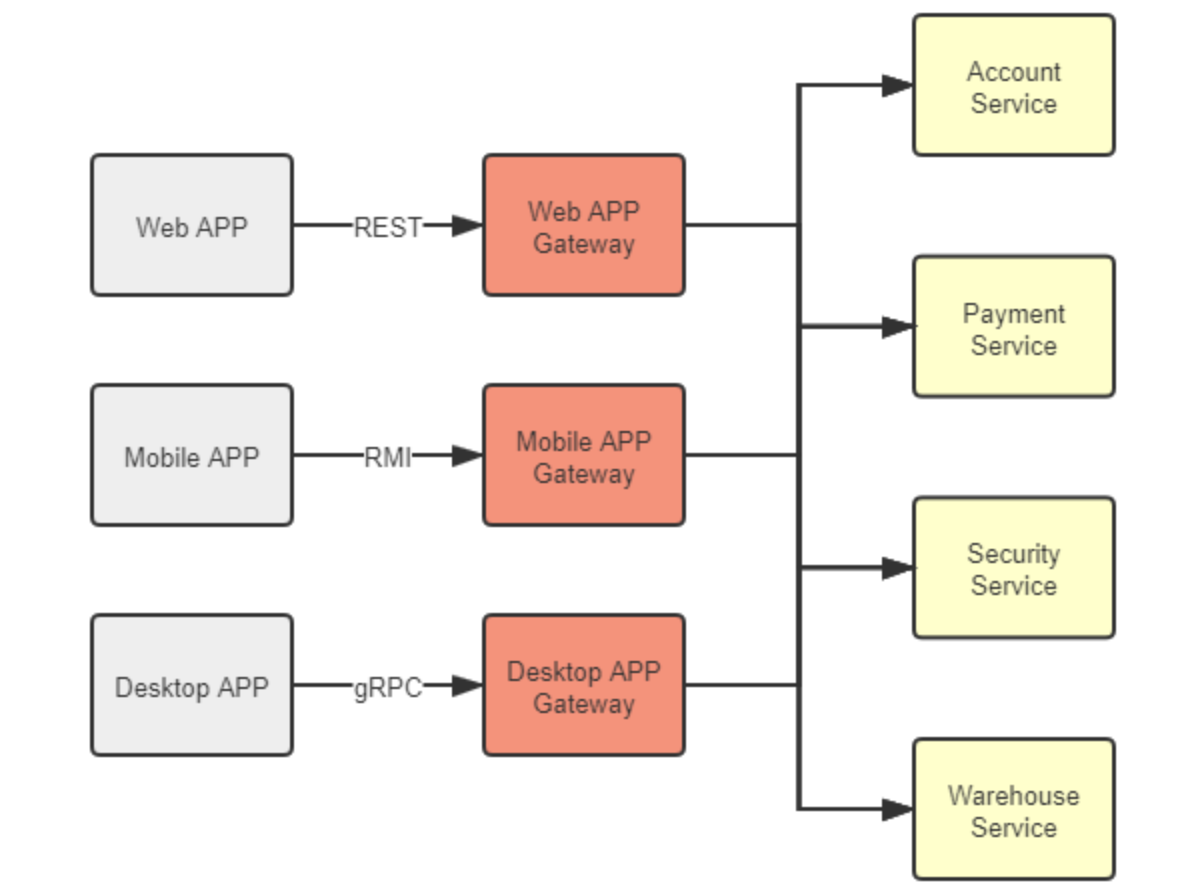 Account
Service
Web APP
REST
Web APP
Gateway
Payment
Service
Mobile APP
RMI
Mobile APP
Gateway
Security
Service
Desktop APP
gRPC
Desktop APP
Gateway
Warehouse
Service